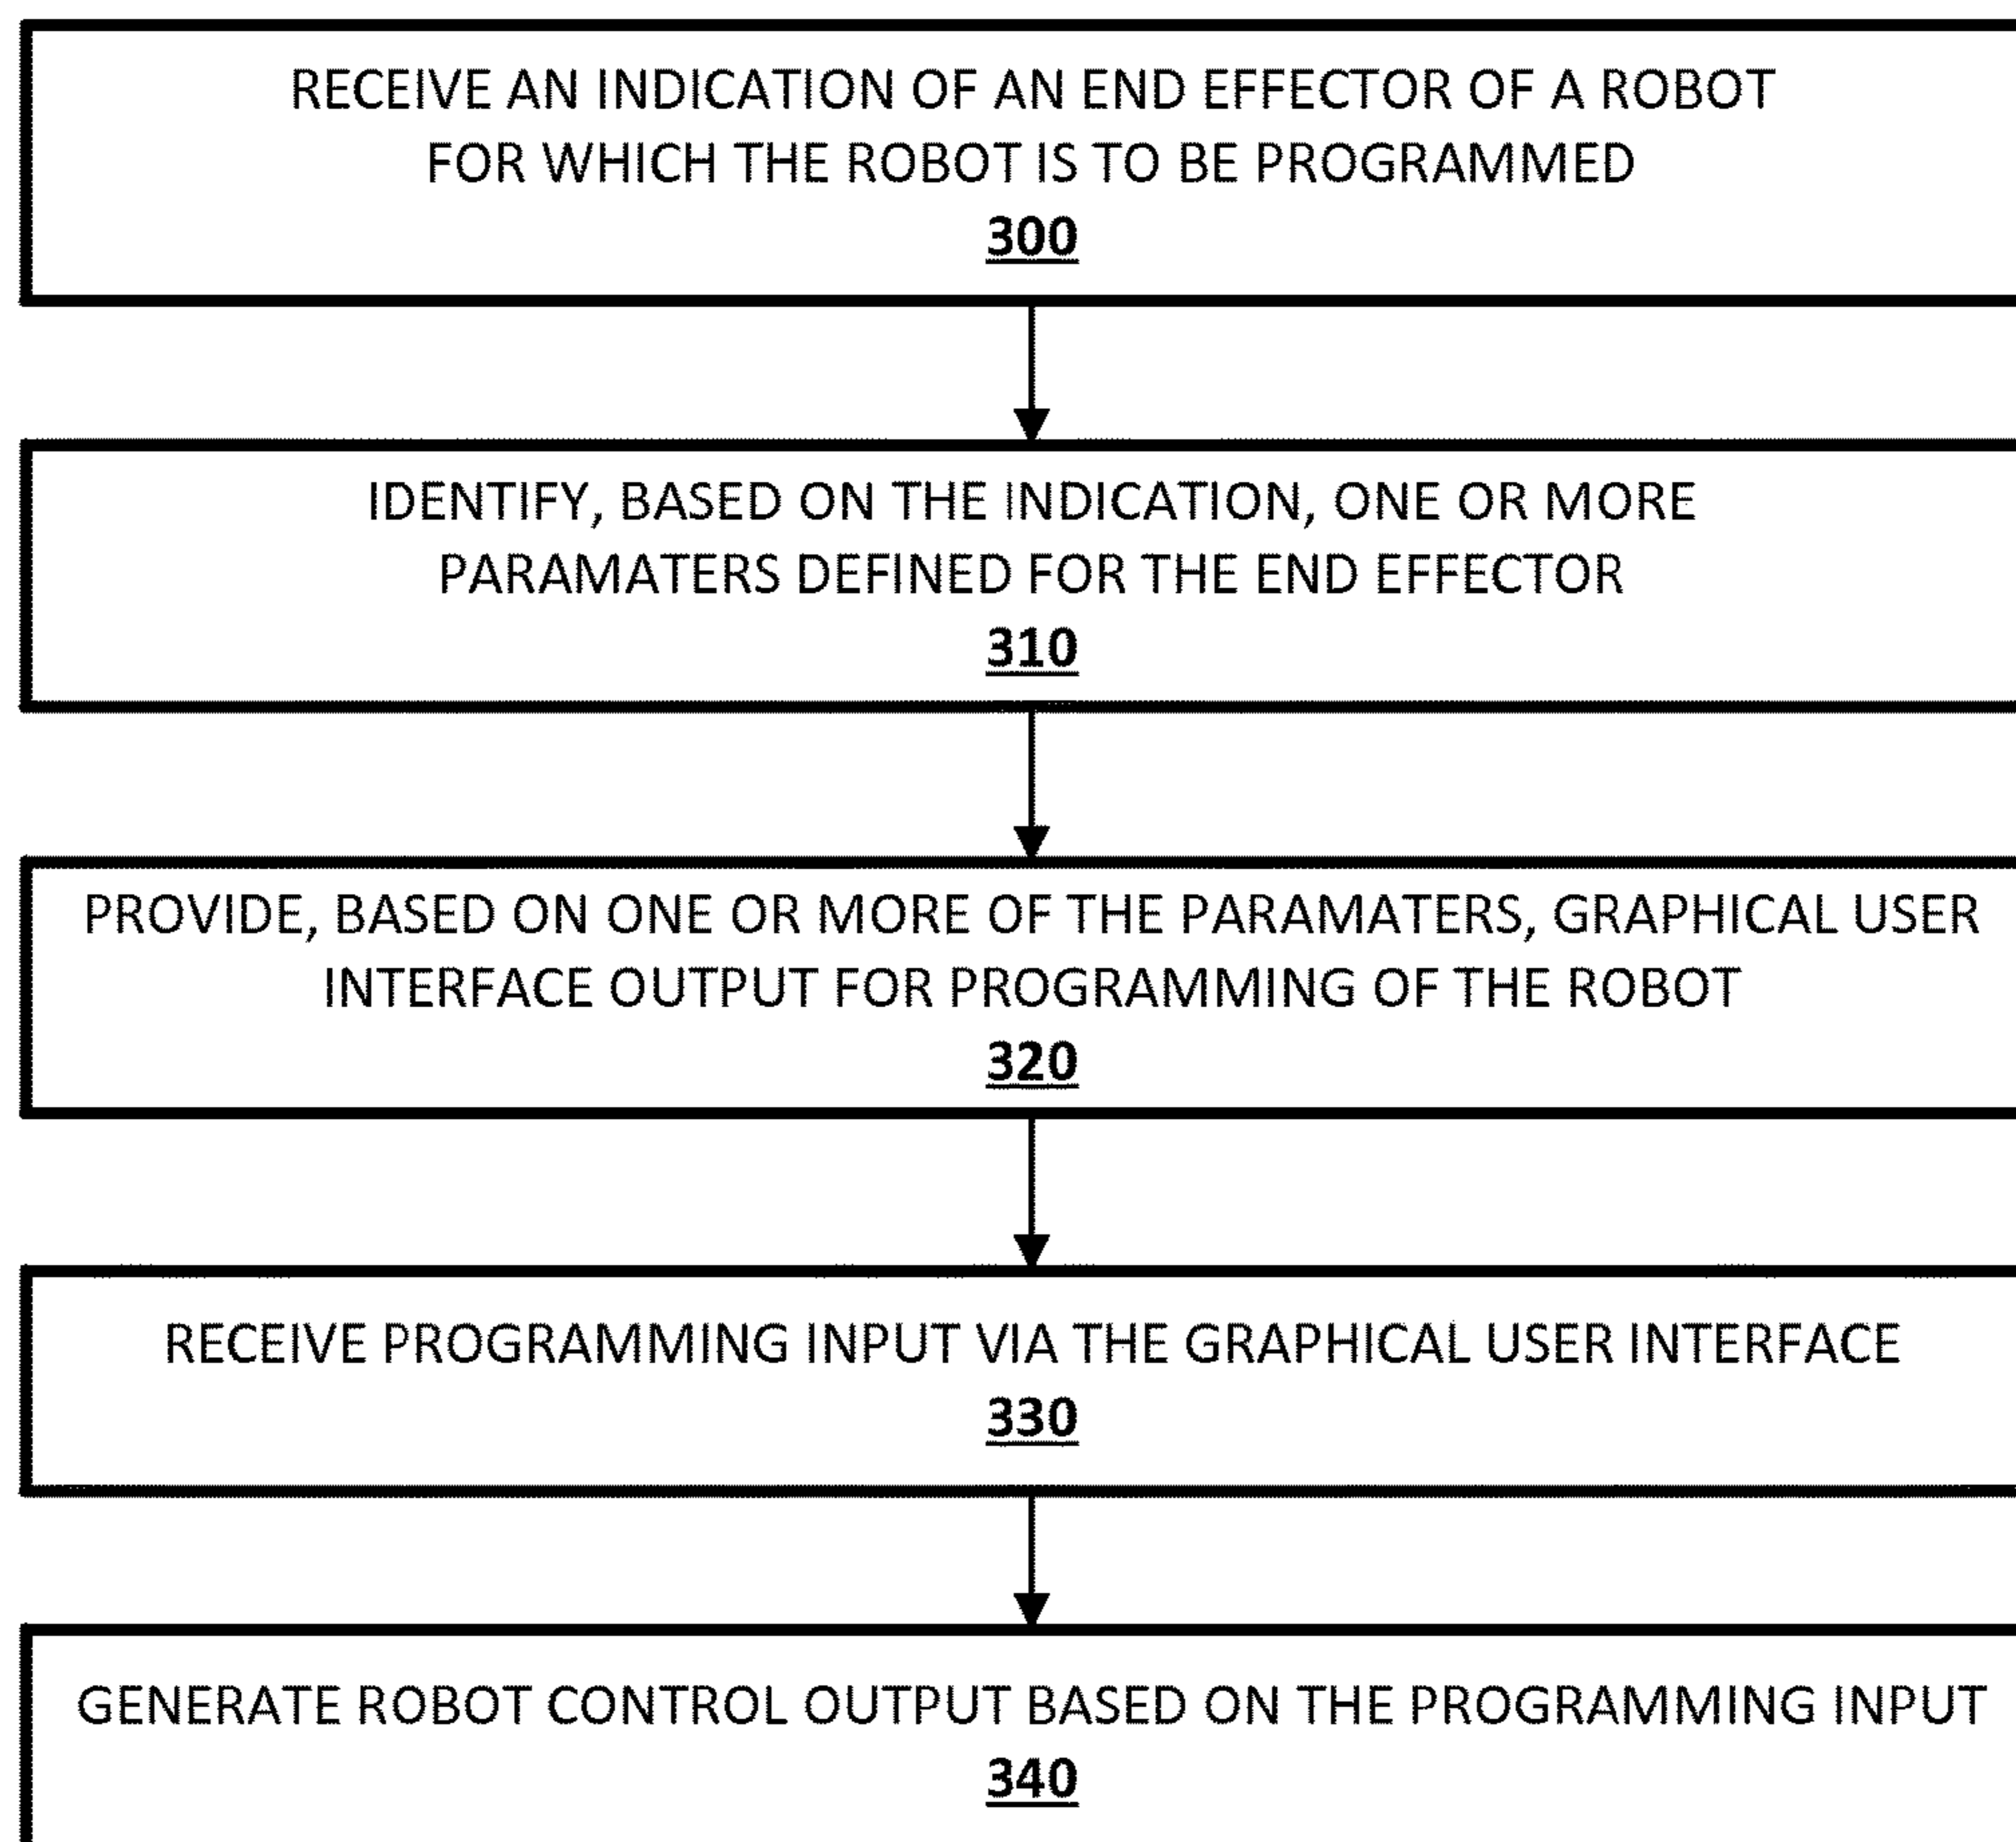 RECEIVE AN INDICATION OF AN END EFFECTOR OF A ROBOT
FOR WHICH THE ROBOT IS TO BE PROGRAMMED
300
IDENTIFY, BASED ON THE INDICATION, ONE OR MORE
PARAMATERS DEFINED FOR THE END EFFECTOR
310
PROVIDE, BASED ON ONE OR MORE OF THE PARAMATERS, GRAPHICAL USER
INTERFACE OUTPUT FOR PROGRAMMING OF THE ROBOT
320
RECEIVE PROGRAMMING INPUT VIA THE GRAPHICAL USER INTERFACE
330
GENERATE ROBOT CONTROL OUTPUT BASED ON THE PROGRAMMING INPUT
340